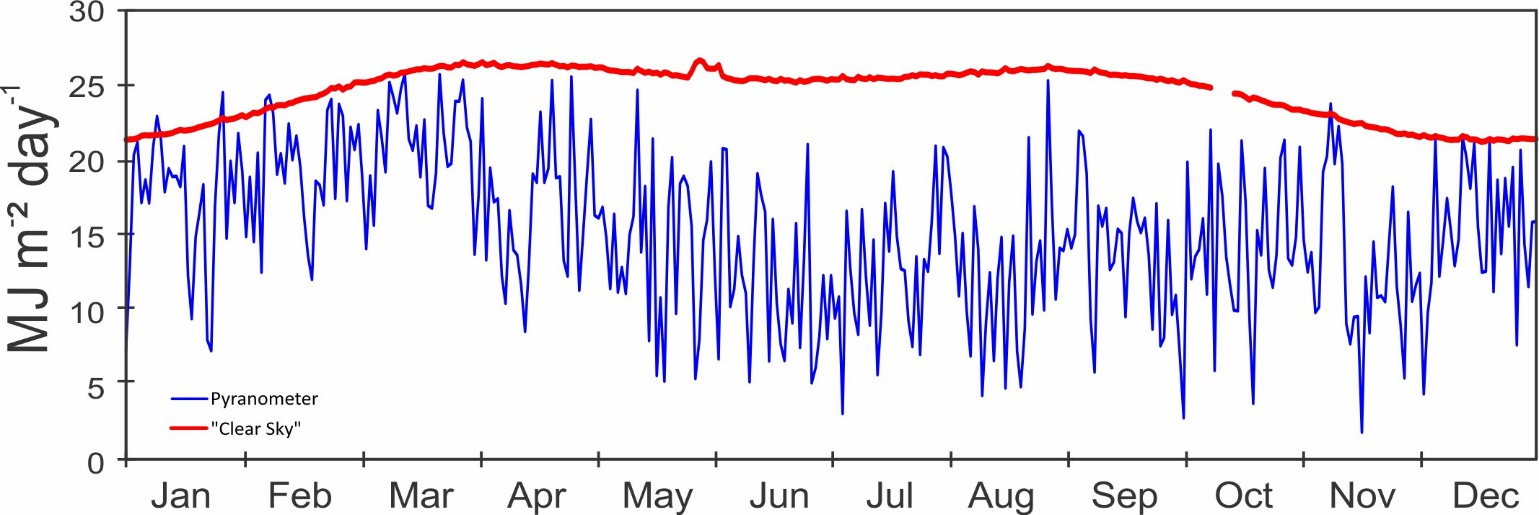 30
25
20
15
10
5
0
MJ m⁻² day⁻¹
Pyranometer
"Clear Sky"
Jan Feb Mar Apr May Jun Jul Aug Sep Oct Nov Dec